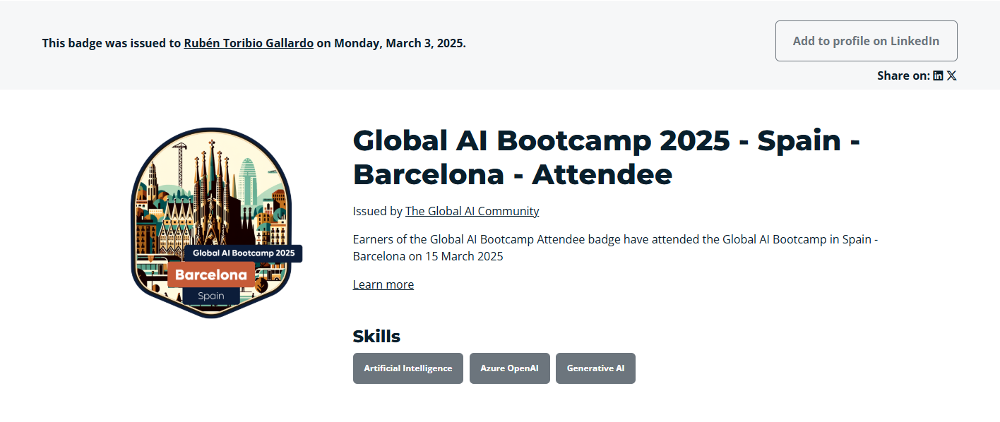 This badge was issued to Rubén Toribio Gallardo on Monday, March 3, 2025.
Add to profile on LinkedIn
Share on:
Global AI Bootcamp 2025 - Spain -
Barcelona - Attendee
Issued by The Global AI Community
Earners of the Global AI Bootcamp Attendee badge have attended the Global AI Bootcamp in Spain -
Barcelona on 15 March 2025
Learn more
Global AI Bootcamp 2025
Barcelona
Spain
Skills
Artificial Intelligence
Azure OpenAI
Generative AI